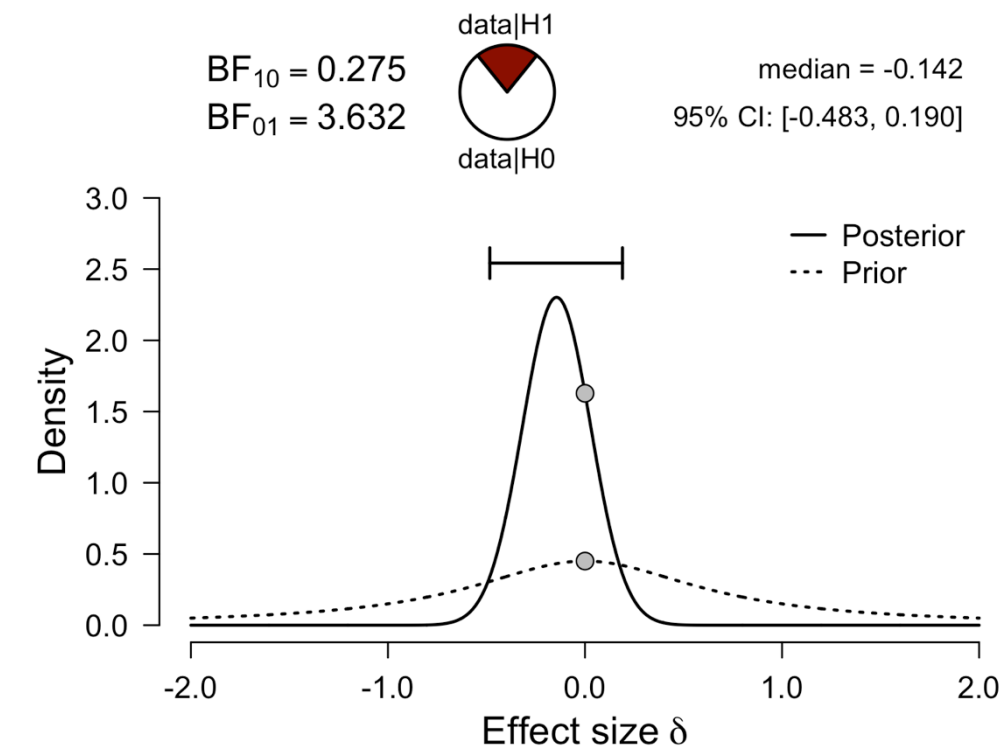 data|H1
BF₁₀ = 0.275
BF₀₁ = 3.632
median = -0.142
95% CI: [-0.483, 0.190]
data|H0
Posterior
Prior
Density
3.0
2.5
2.0
1.5
1.0
0.5
0.0
-2.0 -1.0 0.0 1.0 2.0
Effect size δ